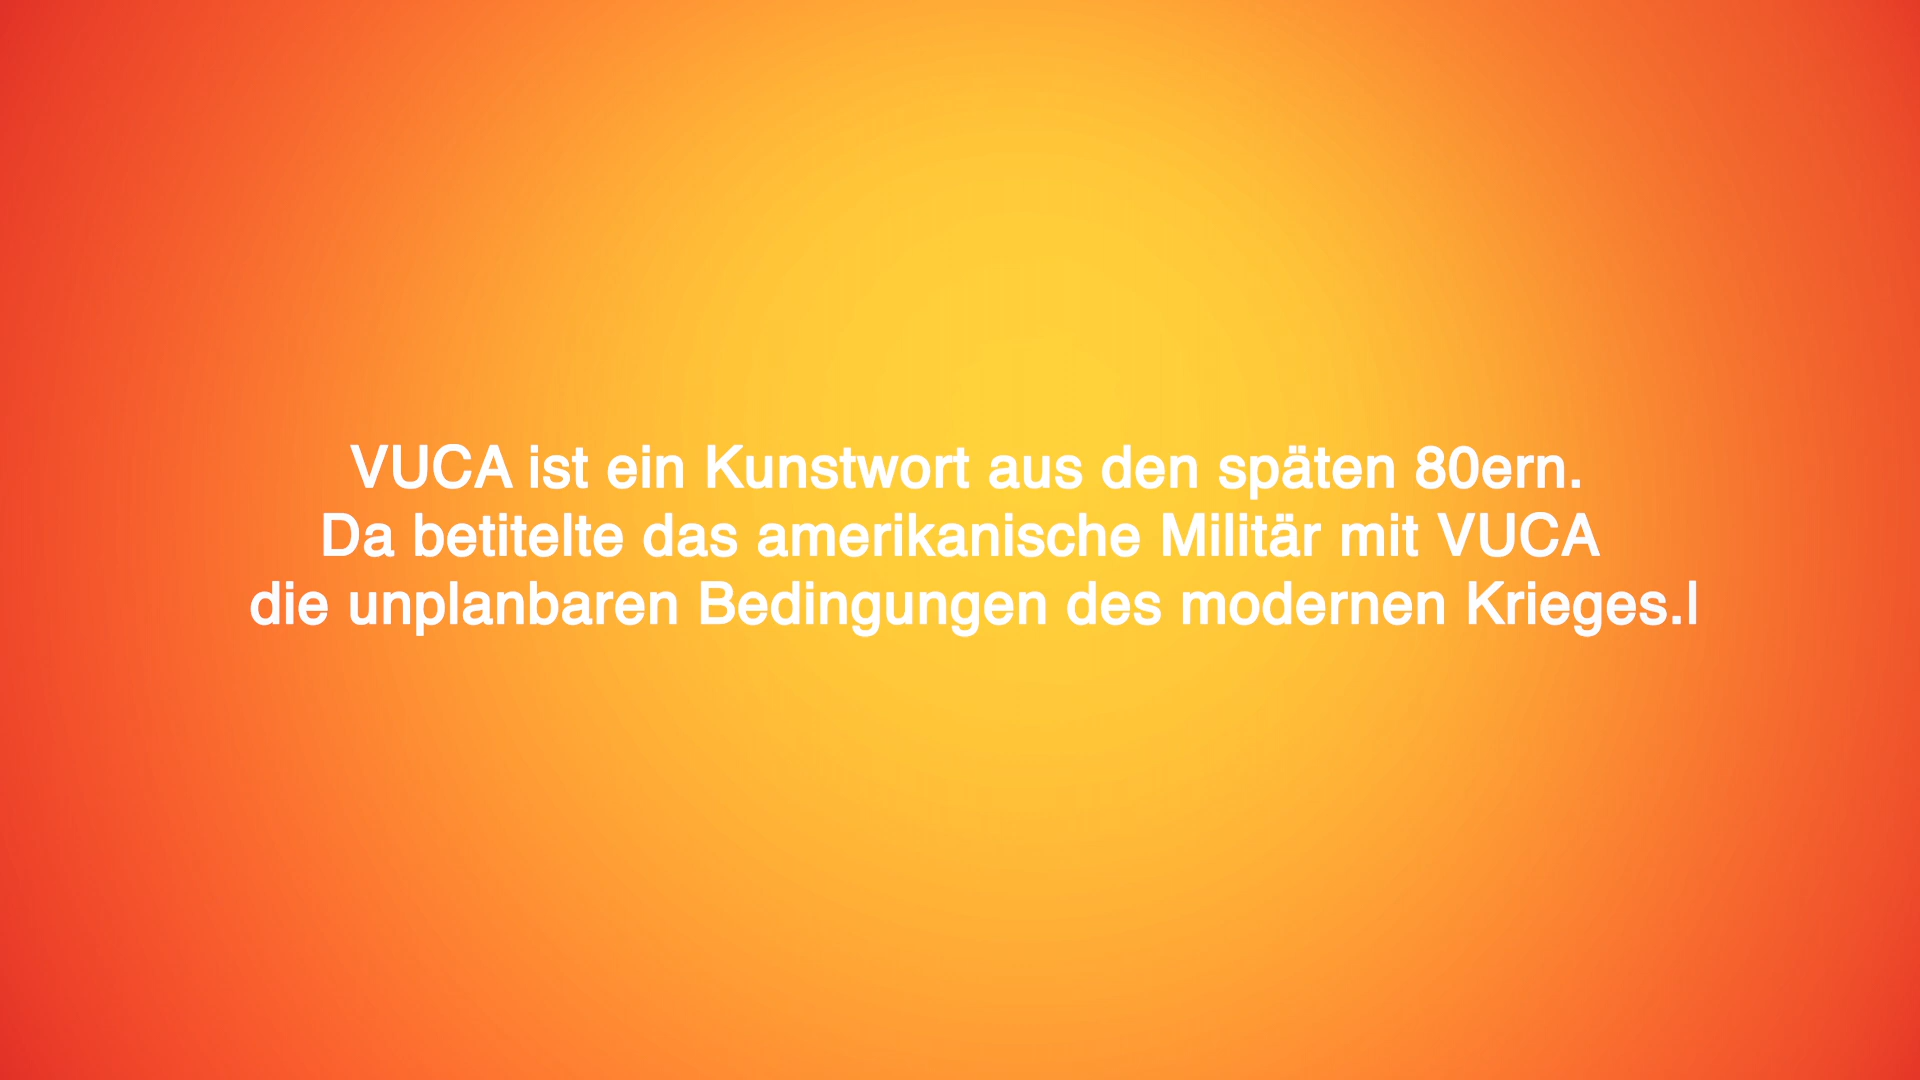 VUCA ist ein Kunstwort aus den späten 80ern.
Da betitelte das amerikanische Militär mit VUCA
die unplanbaren Bedingungen des modernen Krieges.